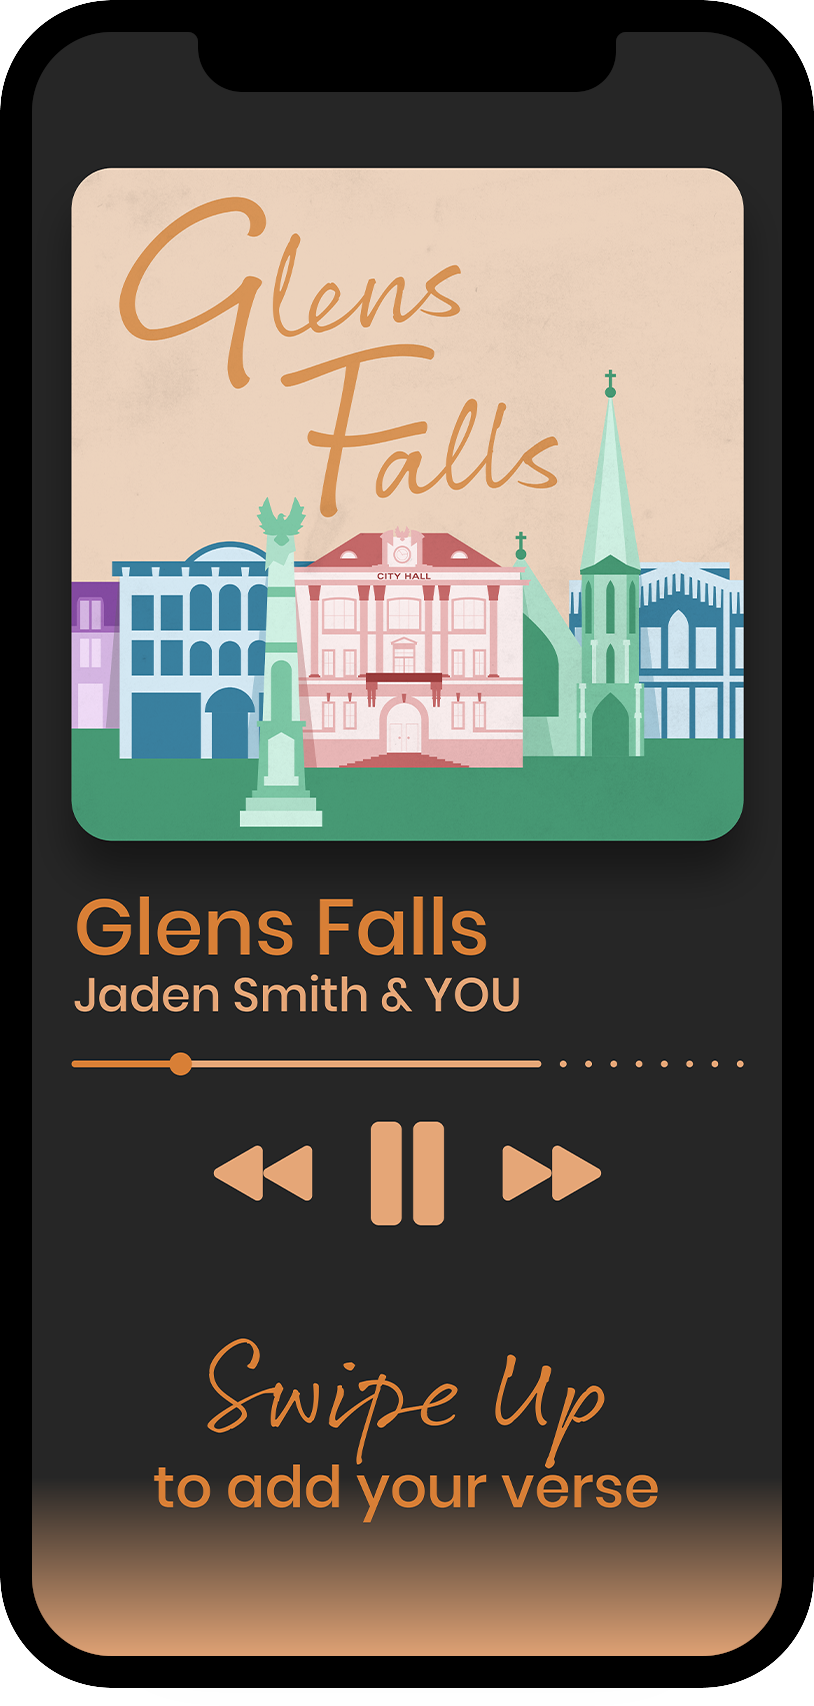 Glens
Falls
CITY HALL
Glens Falls
Jaden Smith & YOU
Swipe Up
to add your verse